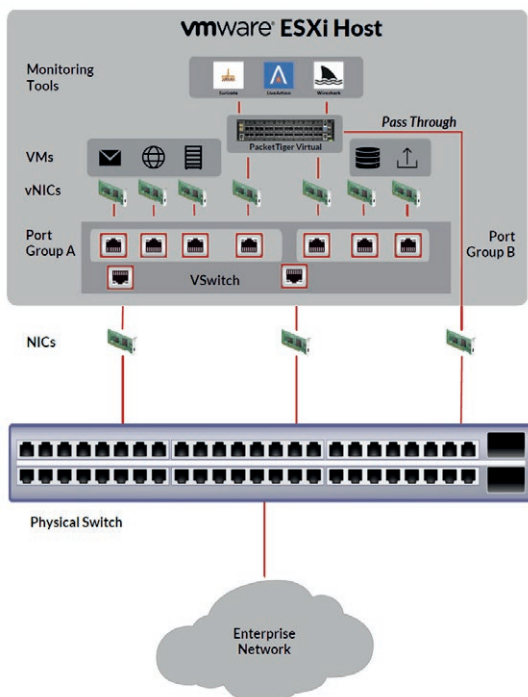 vmware® ESXi Host
Monitoring
Tools
Suricata
LiveAction
Wireshark
Pass Through
PacketTiger Virtual
VMs
vNICs
Port
Group A
Port
Group B
VSwitch
NICs
Physical Switch
Enterprise
Network